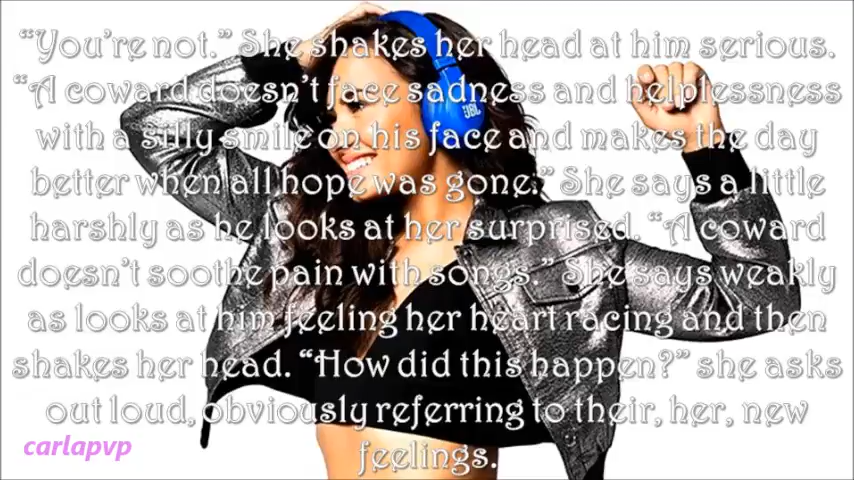 “You’re not.” She shakes her head at him serious.
“A coward doesn’t face sadness and helplessness
with a silly smile on his face and makes the day
better when all hope was gone.” She says a little
harshly as he looks at her surprised. “A coward
doesn’t soothe pain with songs.” She says weakly
as looks at him feeling her heart racing and then
shakes her head. “How did this happen?” she asks
out loud, obviously referring to their, her, new
feelings.
carlapvp
JBL